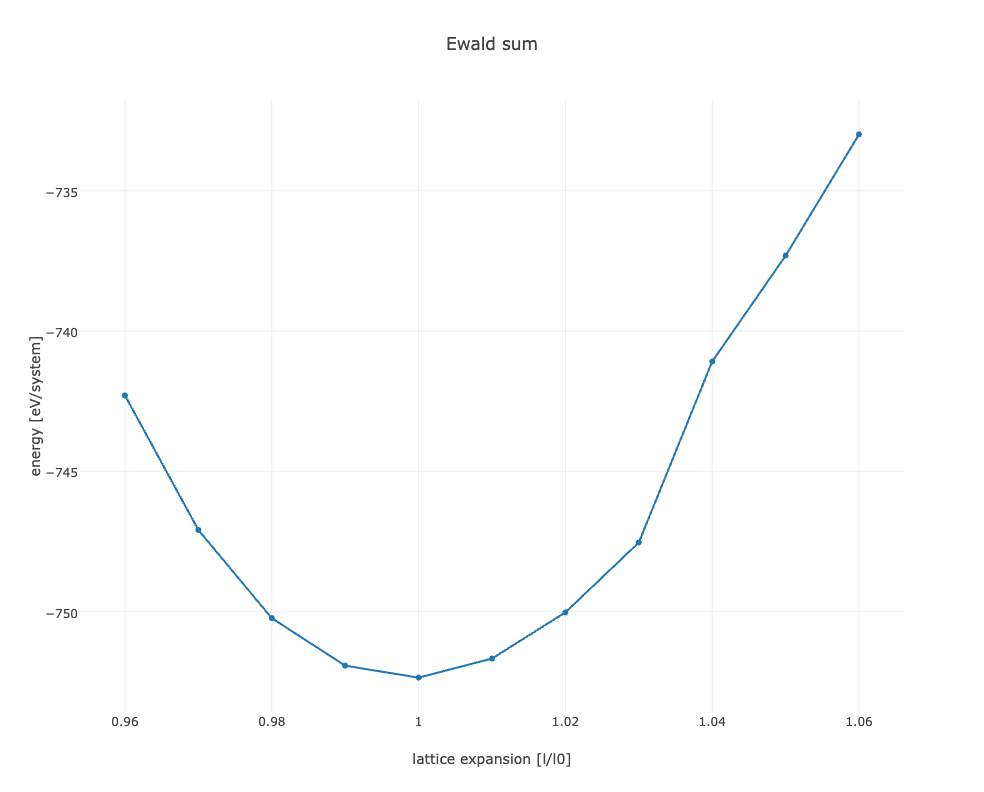 Ewald sum
energy [eV/system]
−735
−740
−745
−750
0.96 0.98 1 1.02 1.04 1.06
lattice expansion [l/l0]